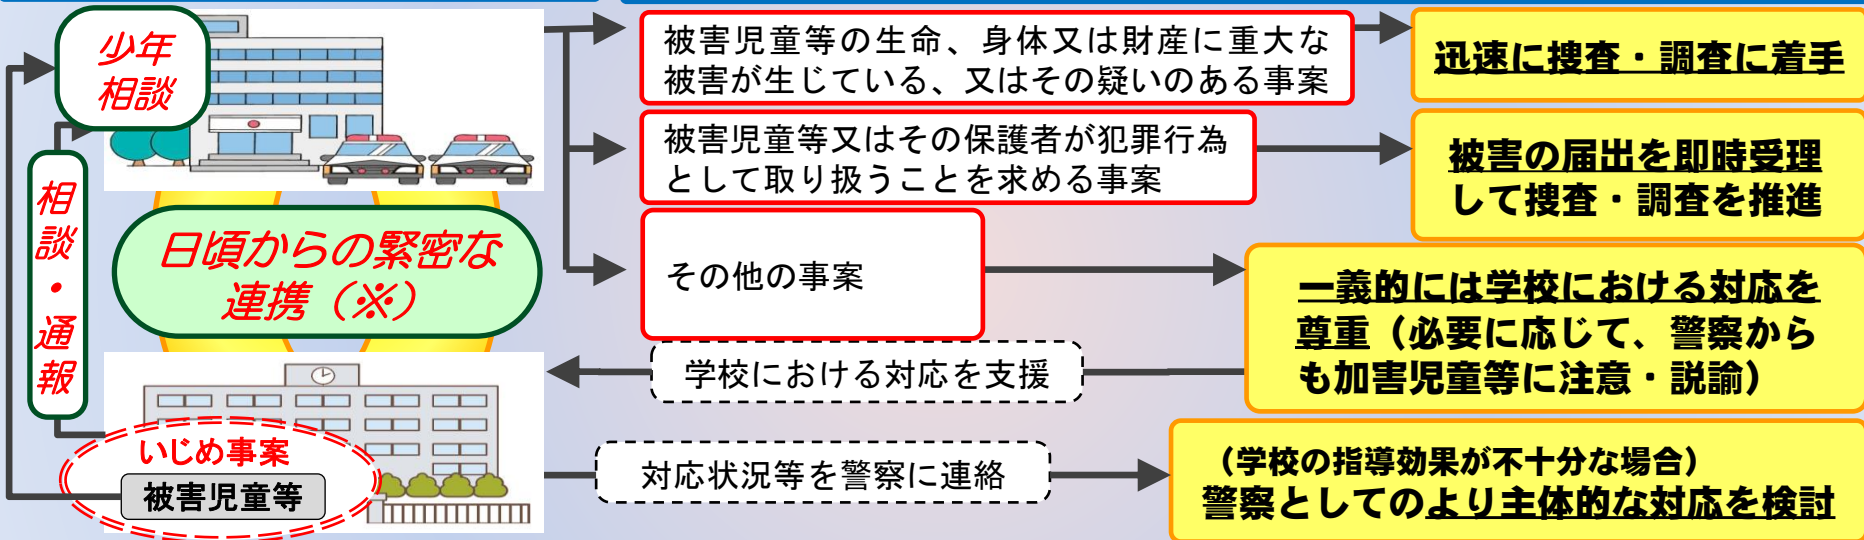 少年
相談
相談・通報
日頃からの緊密な
連携（※）
いじめ事案
被害児童等
被害児童等の生命、身体又は財産に重大な
被害が生じている、又はその疑いのある事案
迅速に捜査・調査に着手
被害児童等又はその保護者が犯罪行為
として取り扱うことを求める事案
被害の届出を即時受理
して捜査・調査を推進
その他の事案
一義的には学校における対応を
尊重（必要に応じて、警察から
も加害児童等に注意・説諭）
学校における対応を支援
対応状況等を警察に連絡
（学校の指導効果が不十分な場合）
警察としてのより主体的な対応を検討